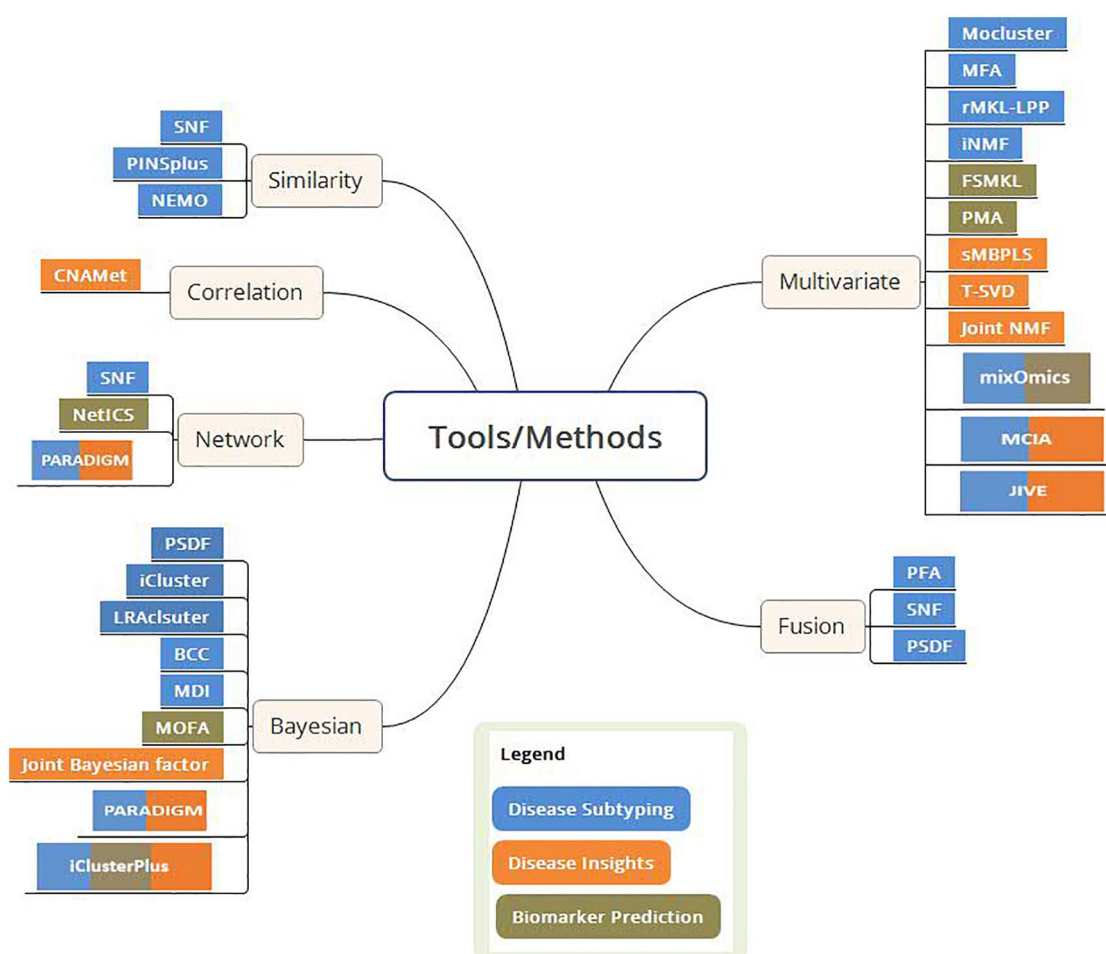 Tools/Methods
Similarity
SNF
PINSplus
NEMO
Correlation
CNAMet
Network
SNF
NetICS
PARADIGM
Bayesian
PSDF
iCluster
LRAclsuter
BCC
MDI
MOFA
Joint Bayesian factor
PARADIGM
iClusterPlus
Multivariate
Mocluster
MFA
rMKL-LPP
iNMF
FSMKL
PMA
sMBPLS
T-SVD
Joint NMF
mixOmics
MCIA
JIVE
Fusion
PFA
SNF
PSDF
Legend
Disease Subtyping
Disease Insights
Biomarker Prediction